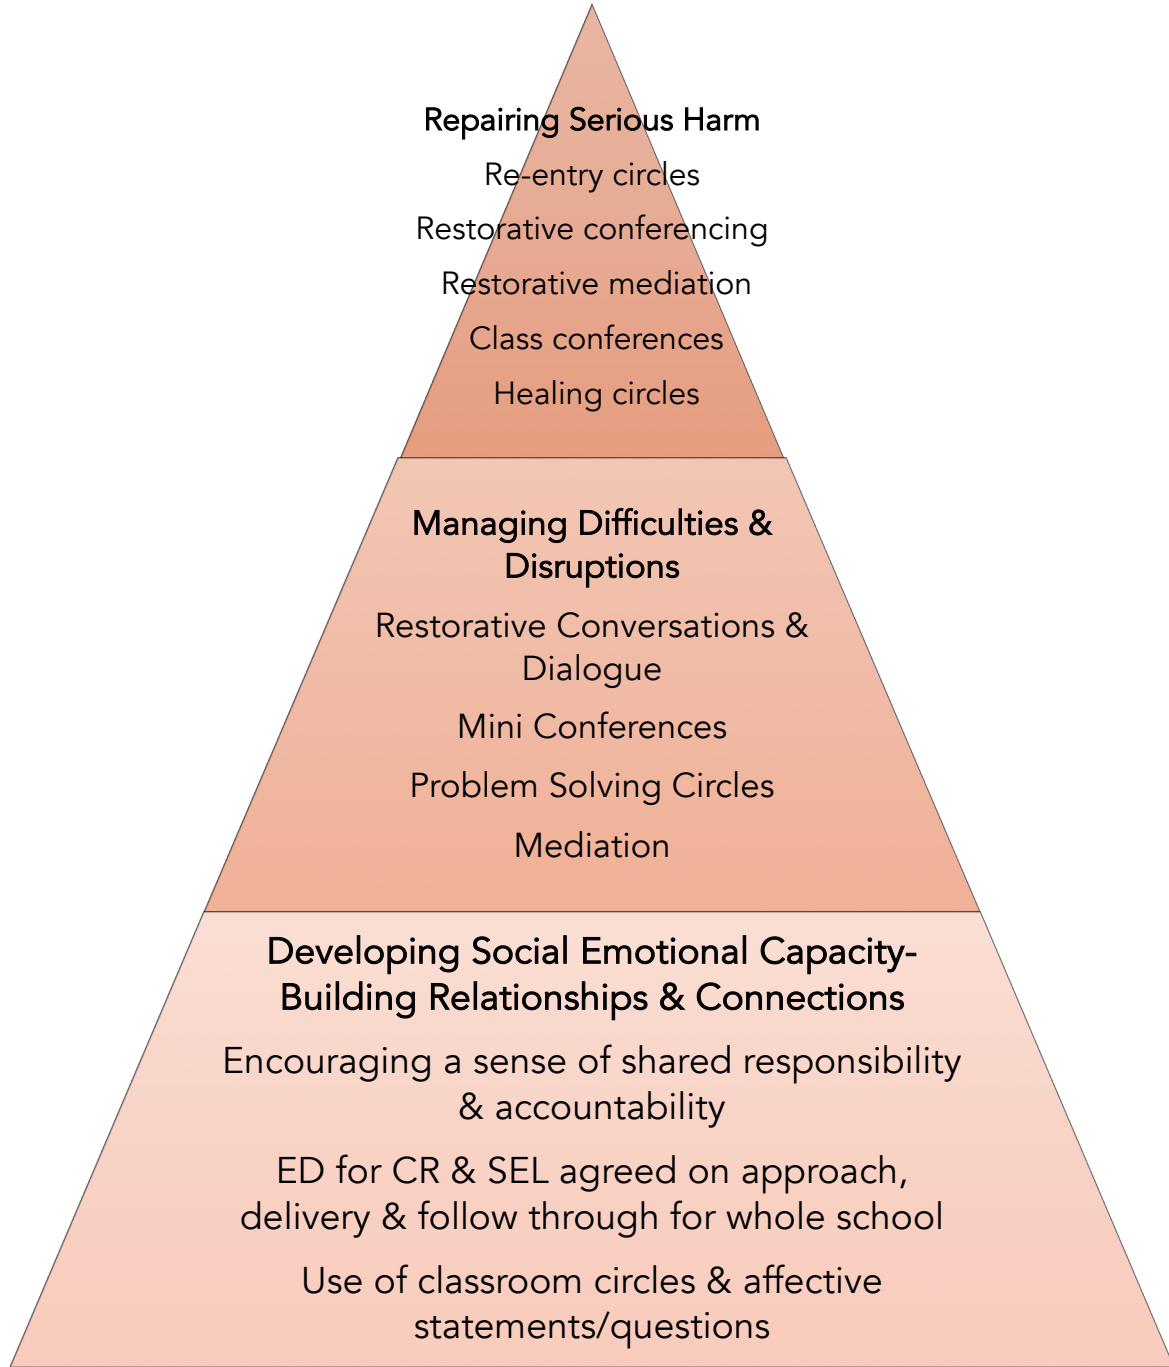 Repairing Serious Harm
Re-entry circles
Restorative conferencing
Restorative mediation
Class conferences
Healing circles
Managing Difficulties &
Disruptions
Restorative Conversations &
Dialogue
Mini Conferences
Problem Solving Circles
Mediation
Developing Social Emotional Capacity-
Building Relationships & Connections
Encouraging a sense of shared responsibility
& accountability
ED for CR & SEL agreed on approach,
delivery & follow through for whole school
Use of classroom circles & affective
statements/questions